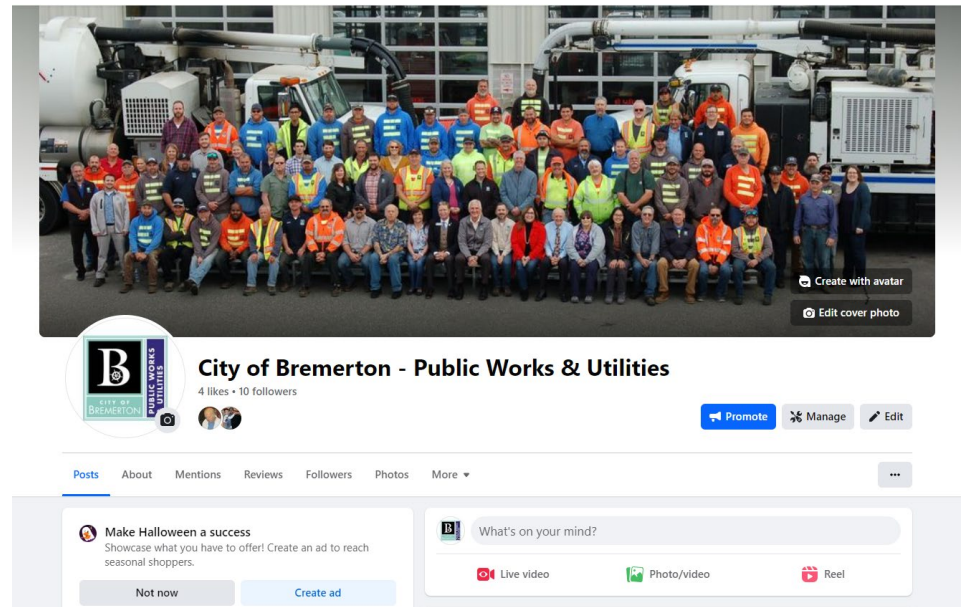 Create with avatar
Edit cover photo
B
CITY OF
BREMERTON
PUBLIC WORKS
UTILITIES
City of Bremerton - Public Works & Utilities
4 likes • 10 followers
Promote
Manage
Edit
Posts
About
Mentions
Reviews
Followers
Photos
More
Make Halloween a success
Showcase what you have to offer! Create an ad to reach
seasonal shoppers.
Not now
Create ad
B
What's on your mind?
Live video
Photo/video
Reel